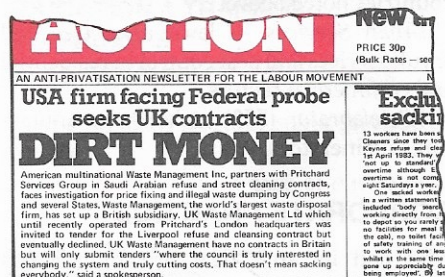 ACTION
New
PRICE 30p
(Bulk Rates – see
AN ANTI-PRIVATISATION NEWSLETTER FOR THE LABOUR MOVEMENT
N
USA firm facing Federal probe
seeks UK contracts
DIRT MONEY
American multinational Waste Management Inc, partners with Pritchard
Services Group in Saudi Arabian refuse and street cleaning contracts,
faces investigation for price fixing and illegal waste dumping by Congress
and several States. Waste Management, the world's largest waste disposal
firm, has set up a British subsidiary. UK Waste Management Ltd which
until recently operated from Pritchard's London headquarters was
invited to tender for the Liverpool refuse and cleansing contract but
eventually declined. UK Waste Management have no contracts in Britain
but will only submit tenders "where the council is truly interested in
changing the system and truly cutting costs. That doesn't mean sacking
everybody," said a spokesperson.
Exclu
sacki
13 workers have been s
Cleaners since they too
Keynes refuse and clea
1st April 1983. They
'not up to standard'
overtime although
overtime is not com
eight Saturdays a year.
One sacked worker
in a written statement
included 'body search
working directly from h
to depot so you rarely s
no facilities for meal
the cab), no toilet facil
of safety training of con
to work with one less
whilst at the same time
gone up appreciably du
being employed'.